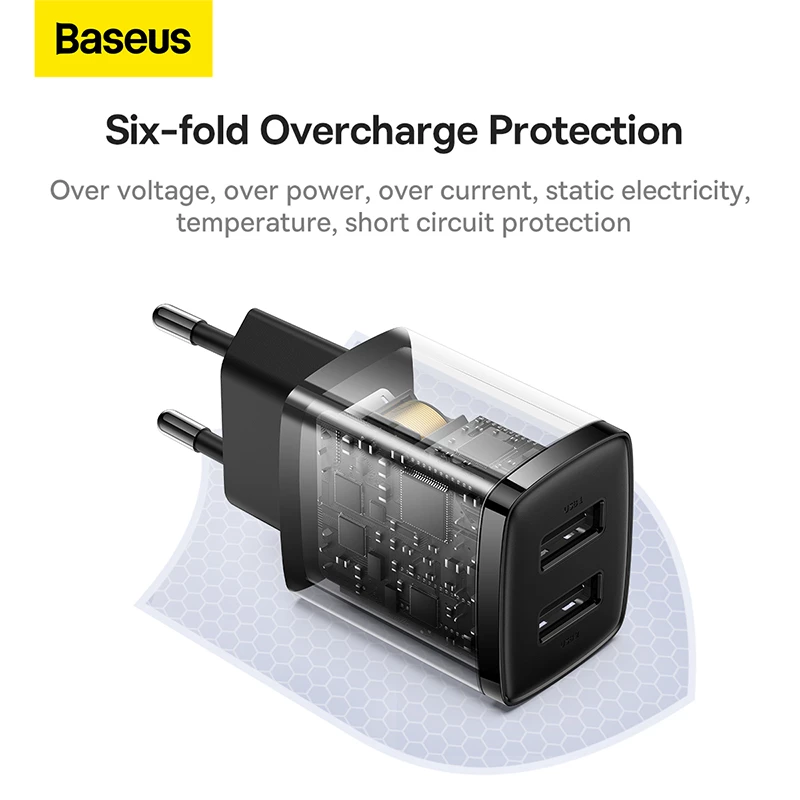 Baseus
Six-fold Overcharge Protection
Over voltage, over power, over current, static electricity,
temperature, short circuit protection